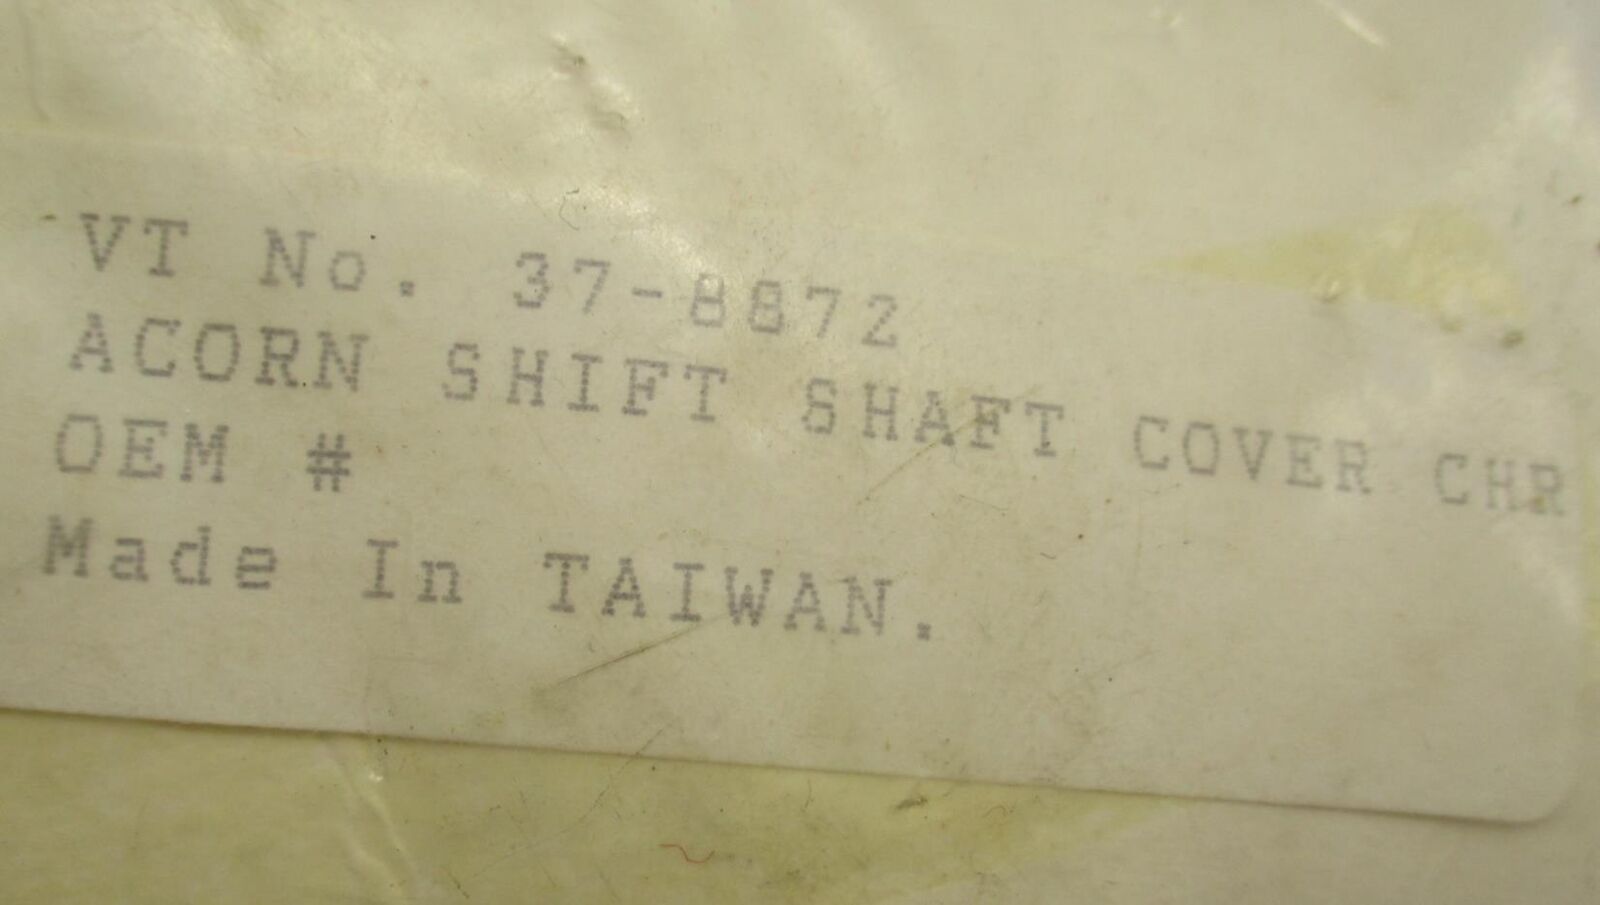 VT No. 37-8872
ACORN SHIFT SHAFT COVER CHR
OEM #
Made In TAIWAN.